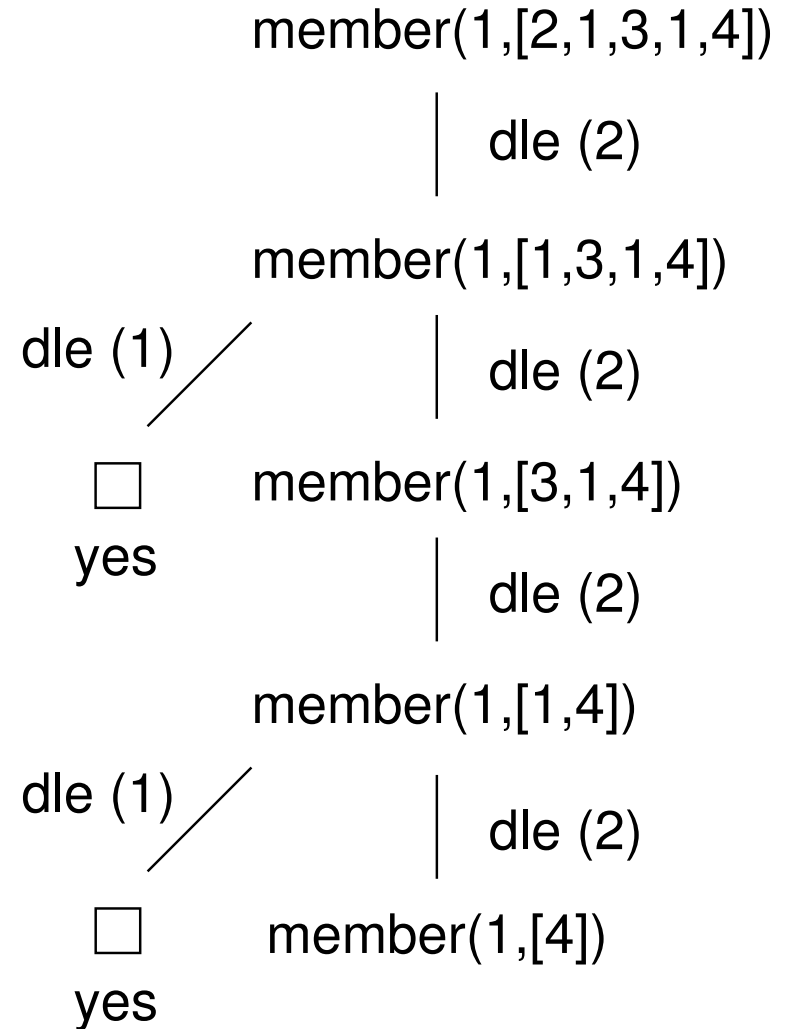 member(1,[2,1,3,1,4])
dle (2)
member(1,[1,3,1,4])
dle (1)
dle (2)
member(1,[3,1,4])
yes
dle (2)
member(1,[1,4])
dle (1)
dle (2)
member(1,[4])
yes